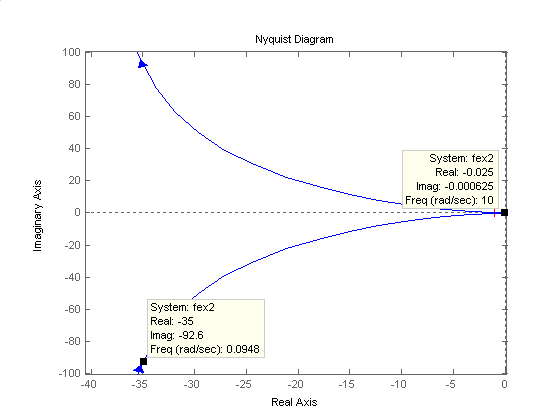 Nyquist Diagram
100
80
60
40
20
0
-20
-40
-60
-80
-100
Imaginary Axis
System: fex2
Real: -0.025
Imag: -0.000625
Freq (rad/sec): 10
System: fex2
Real: -35
Imag: -92.6
Freq (rad/sec): 0.0948
-40 -35 -30 -25 -20 -15 -10 -5 0
Real Axis